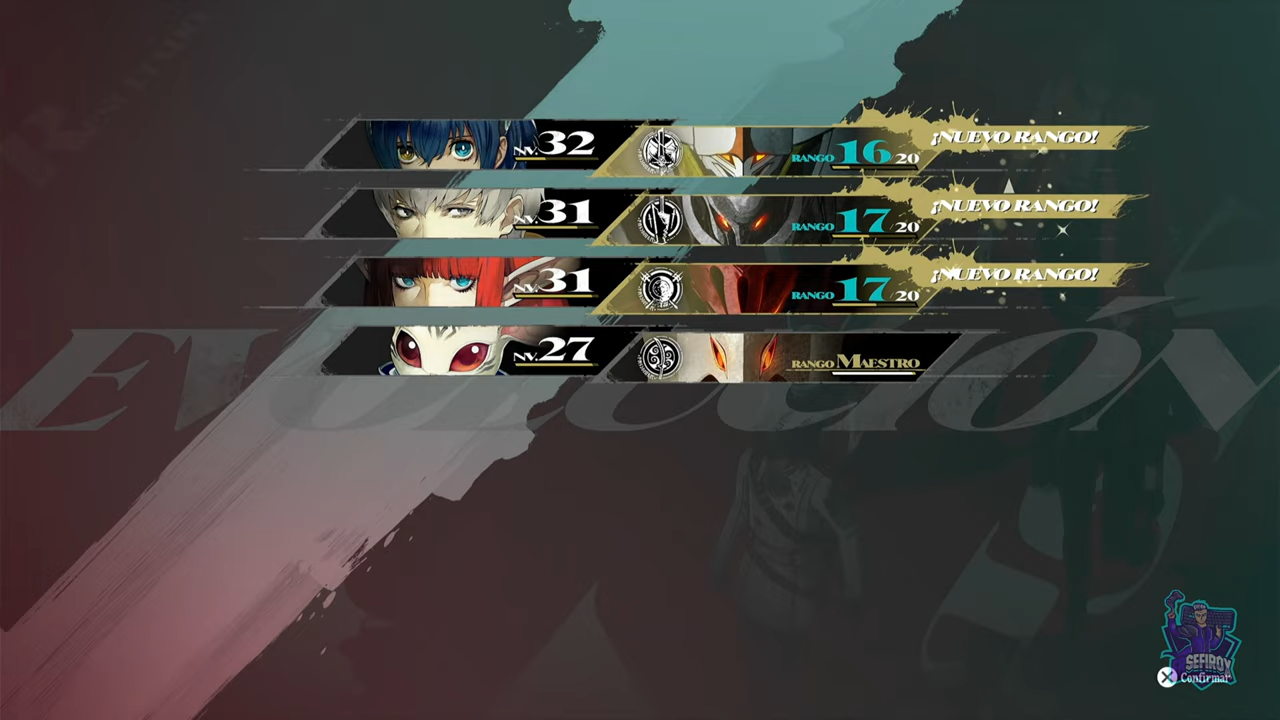 NV. 32 RANGO 16/20 ¡NUEVO RANGO!
NV. 31 RANGO 17/20 ¡NUEVO RANGO!
NV. 31 RANGO 17/20 ¡NUEVO RANGO!
NV. 27 RANGO MAESTRO
EVOLUCIÓN
SEFIROX
Confirmar